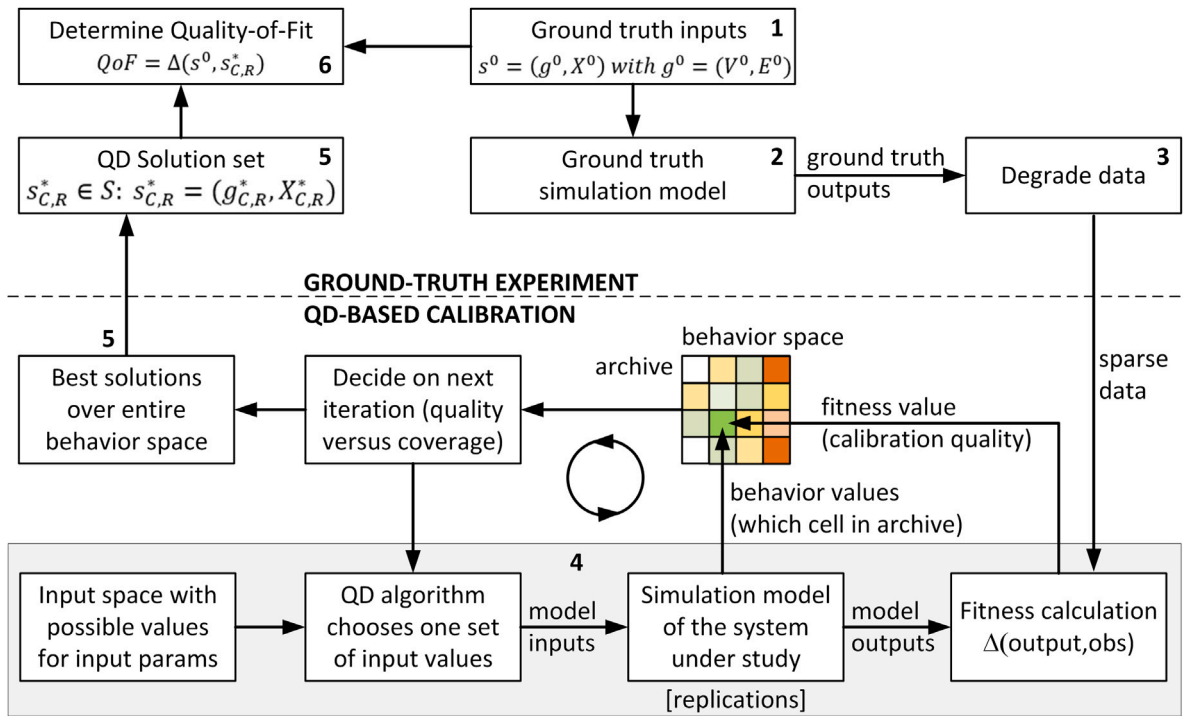 Determine Quality-of-Fit
QoF = Δ(s⁰, s*_{C,R})
6
Ground truth inputs
1
s⁰ = (g⁰, X⁰) with g⁰ = (V⁰, E⁰)
QD Solution set
5
s*_{C,R} ∈ S: s*_{C,R} = (g*_{C,R}, X*_{C,R})
Ground truth
simulation model
2
ground truth
outputs
Degrade data
3
GROUND-TRUTH EXPERIMENT
QD-BASED CALIBRATION
5
Best solutions
over entire
behavior space
Decide on next
iteration (quality
versus coverage)
archive
behavior space
fitness value
(calibration quality)
sparse
data
behavior values
(which cell in archive)
4
Input space with
possible values
for input params
QD algorithm
chooses one set
of input values
model
inputs
Simulation model
of the system
under study
[replications]
model
outputs
Fitness calculation
Δ(output,obs)